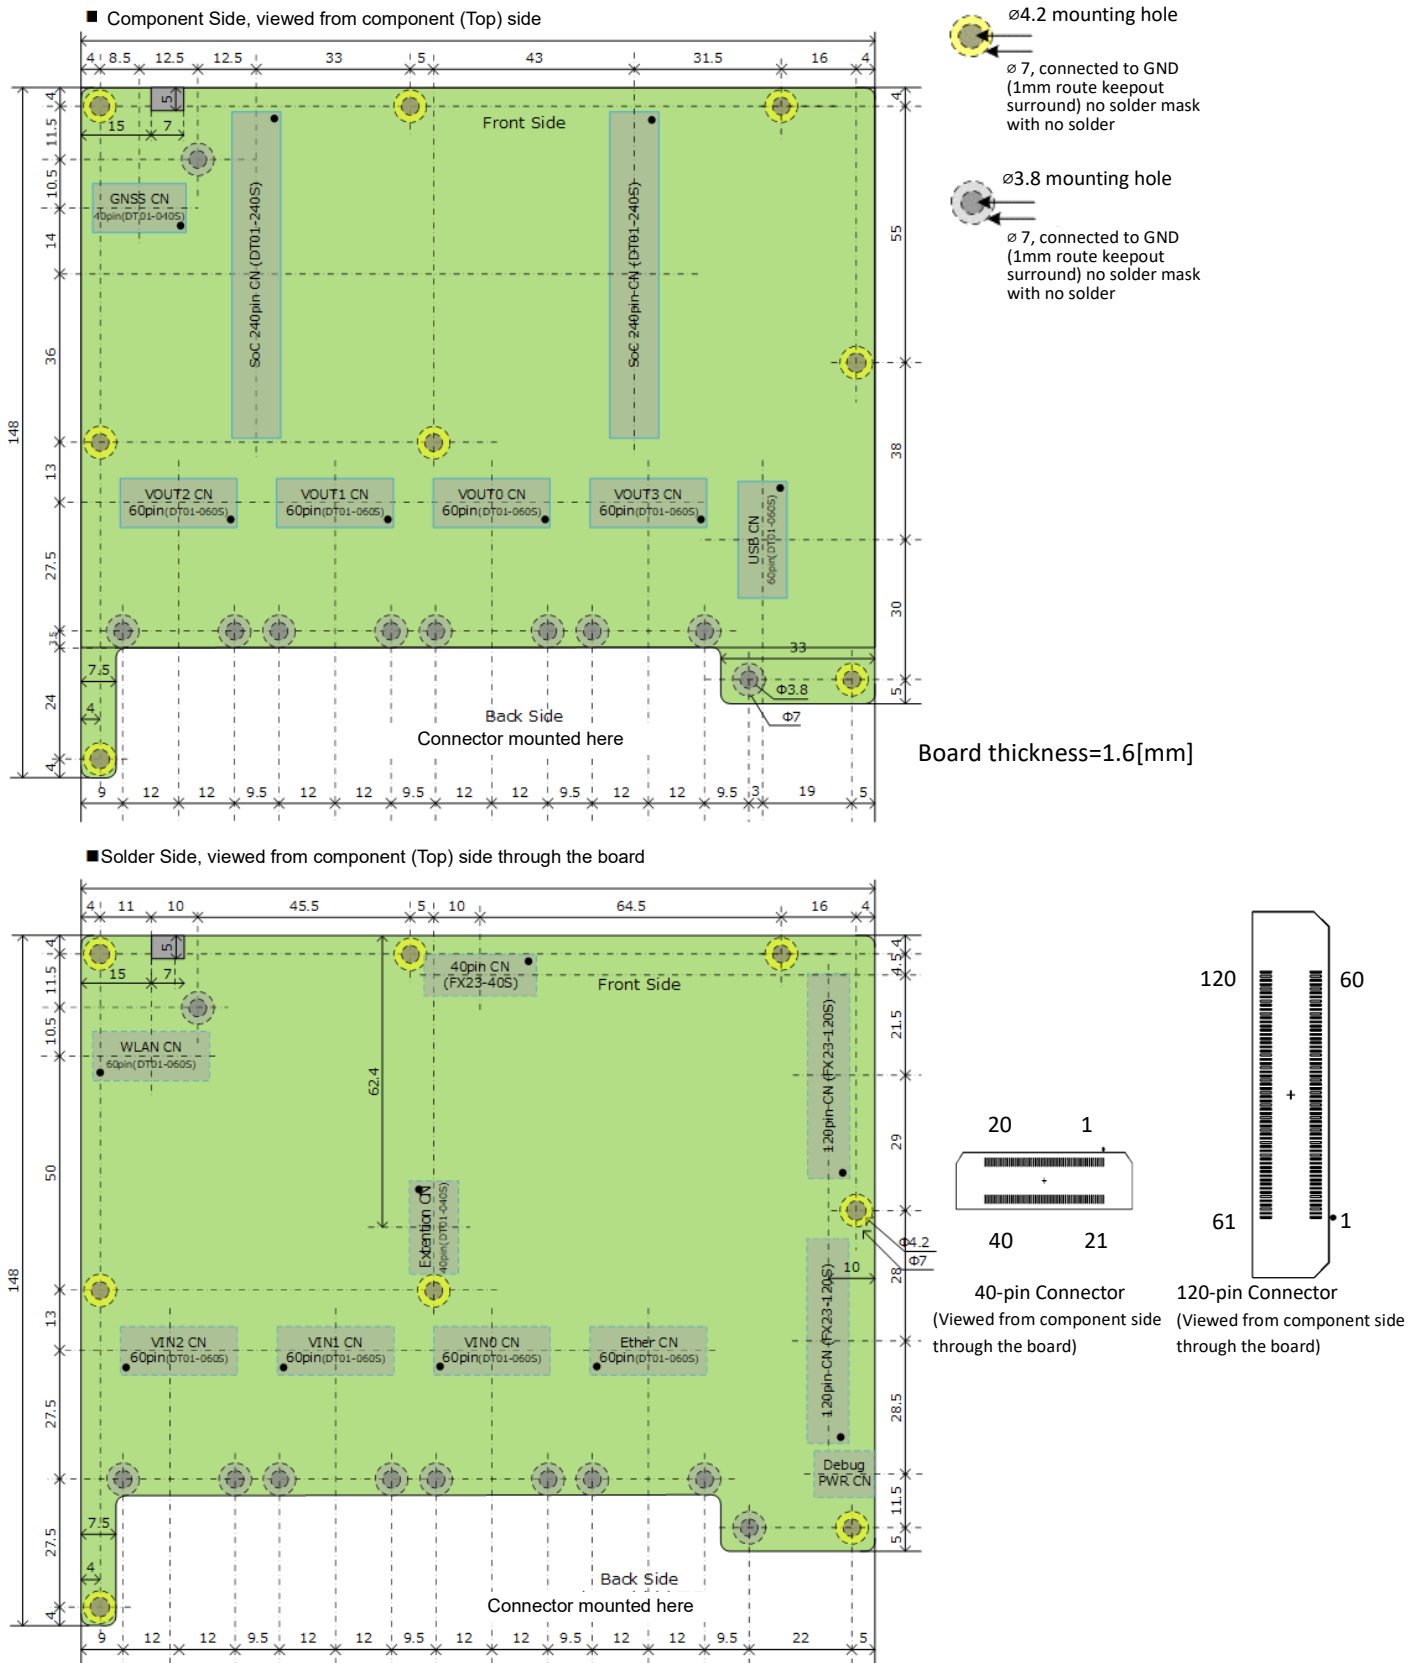 ■ Component Side, viewed from component (Top) side
4 8.5 12.5 12.5 33 5 43 31.5 16 4
ø4.2 mounting hole
ø 7, connected to GND
(1mm route keepout
surround) no solder mask
with no solder
ø3.8 mounting hole
ø 7, connected to GND
(1mm route keepout
surround) no solder mask
with no solder
148
4
11.5
10.5
14
36
13
27.5
3.5
24
4
5
15 7
Front Side
GNSS CN
40pin(DT01-040S)
SoC 240pin CN (DT01-240S)
SoC 240pin CN (DT01-240S)
4
55
38
30
5
VOUT2 CN
60pin(DT01-060S)
VOUT1 CN
60pin(DT01-060S)
VOUT0 CN
60pin(DT01-060S)
VOUT3 CN
60pin(DT01-060S)
USB CN
60pin(DT01-060S)
33
7.5
4
Φ3.8
Φ7
Back Side
Connector mounted here
Board thickness=1.6[mm]
9 12 12 9.5 12 12 9.5 12 12 9.5 12 12 9.5 3 19 5
■Solder Side, viewed from component (Top) side through the board
4 11 10 45.5 5 10 64.5 16 4
148
4
11.5
10.5
50
13
27.5
27.5
4
5
15 7
40pin CN
(FX23-40S)
Front Side
WLAN CN
60pin(DT01-060S)
62.4
Extention CN
40pin(DT01-040S)
120pin CN (FX23-120S)
120pin CN (FX23-120S)
4
4.5
21.5
29
28
28.5
11.5
5
Φ4.2
Φ7
10
VIN2 CN
60pin(DT01-060S)
VIN1 CN
60pin(DT01-060S)
VIN0 CN
60pin(DT01-060S)
Ether CN
60pin(DT01-060S)
Debug
PWR CN
7.5
4
Back Side
Connector mounted here
9 12 12 9.5 12 12 9.5 12 12 9.5 12 12 9.5 22 5
20 1
40 21
40-pin Connector
(Viewed from component side
through the board)
120 60
61 1
120-pin Connector
(Viewed from component side
through the board)